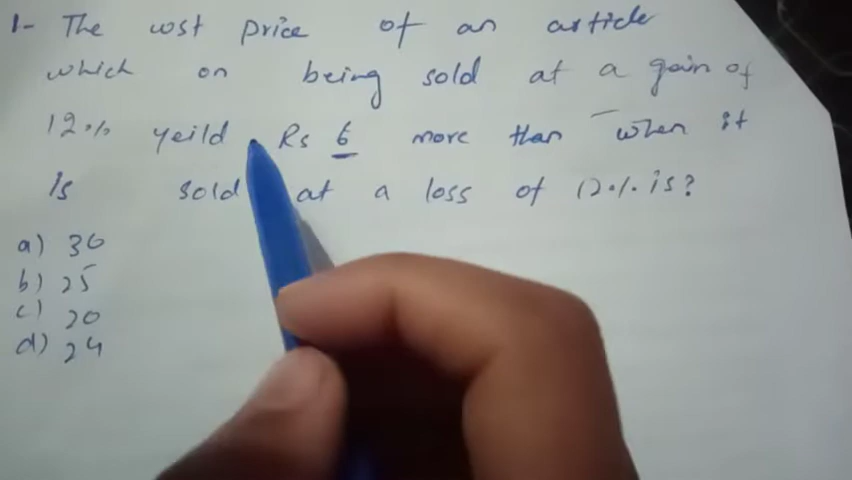 1- The cost price of an article
which on being sold at a gain of
12% yeild Rs 6 more than when it
is sold at a loss of 12% is?
a) 30
b) 25
c) 20
d) 24